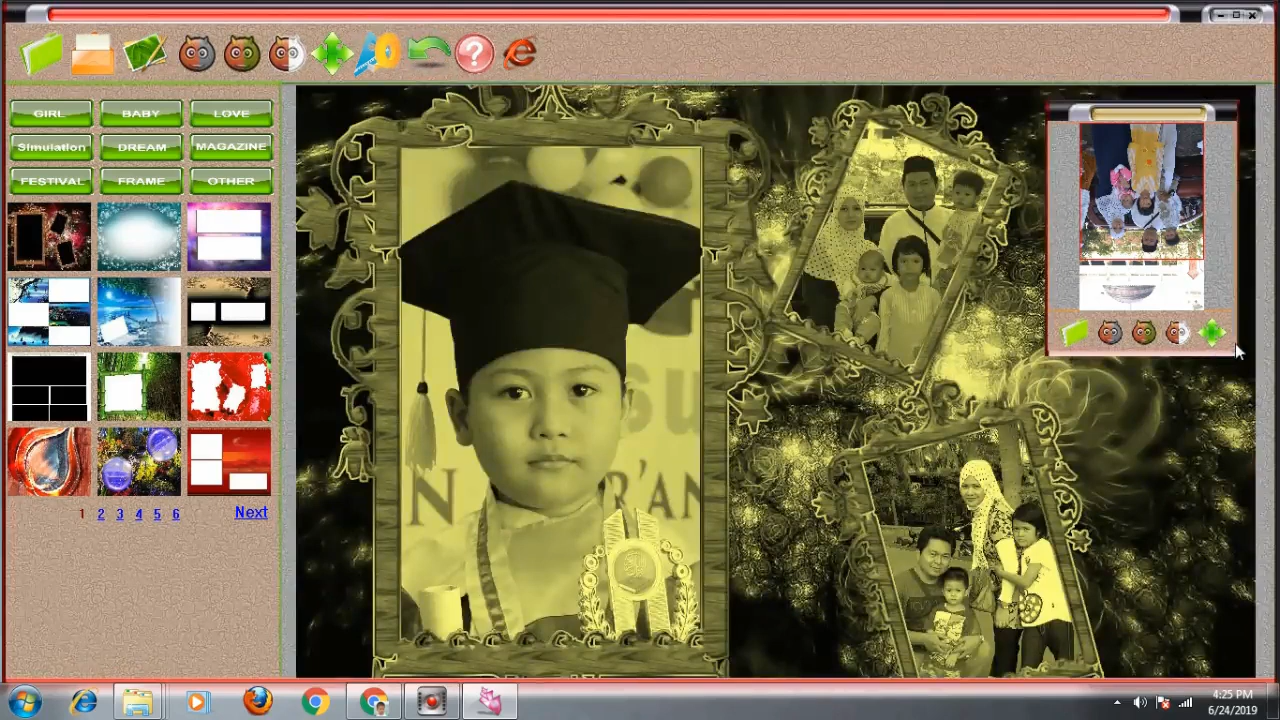 GIRL BABY LOVE
Simulation DREAM MAGAZINE
FESTIVAL FRAME OTHER
1 2 3 4 5 6 Next
N R'AN
4:25 PM
6/24/2019